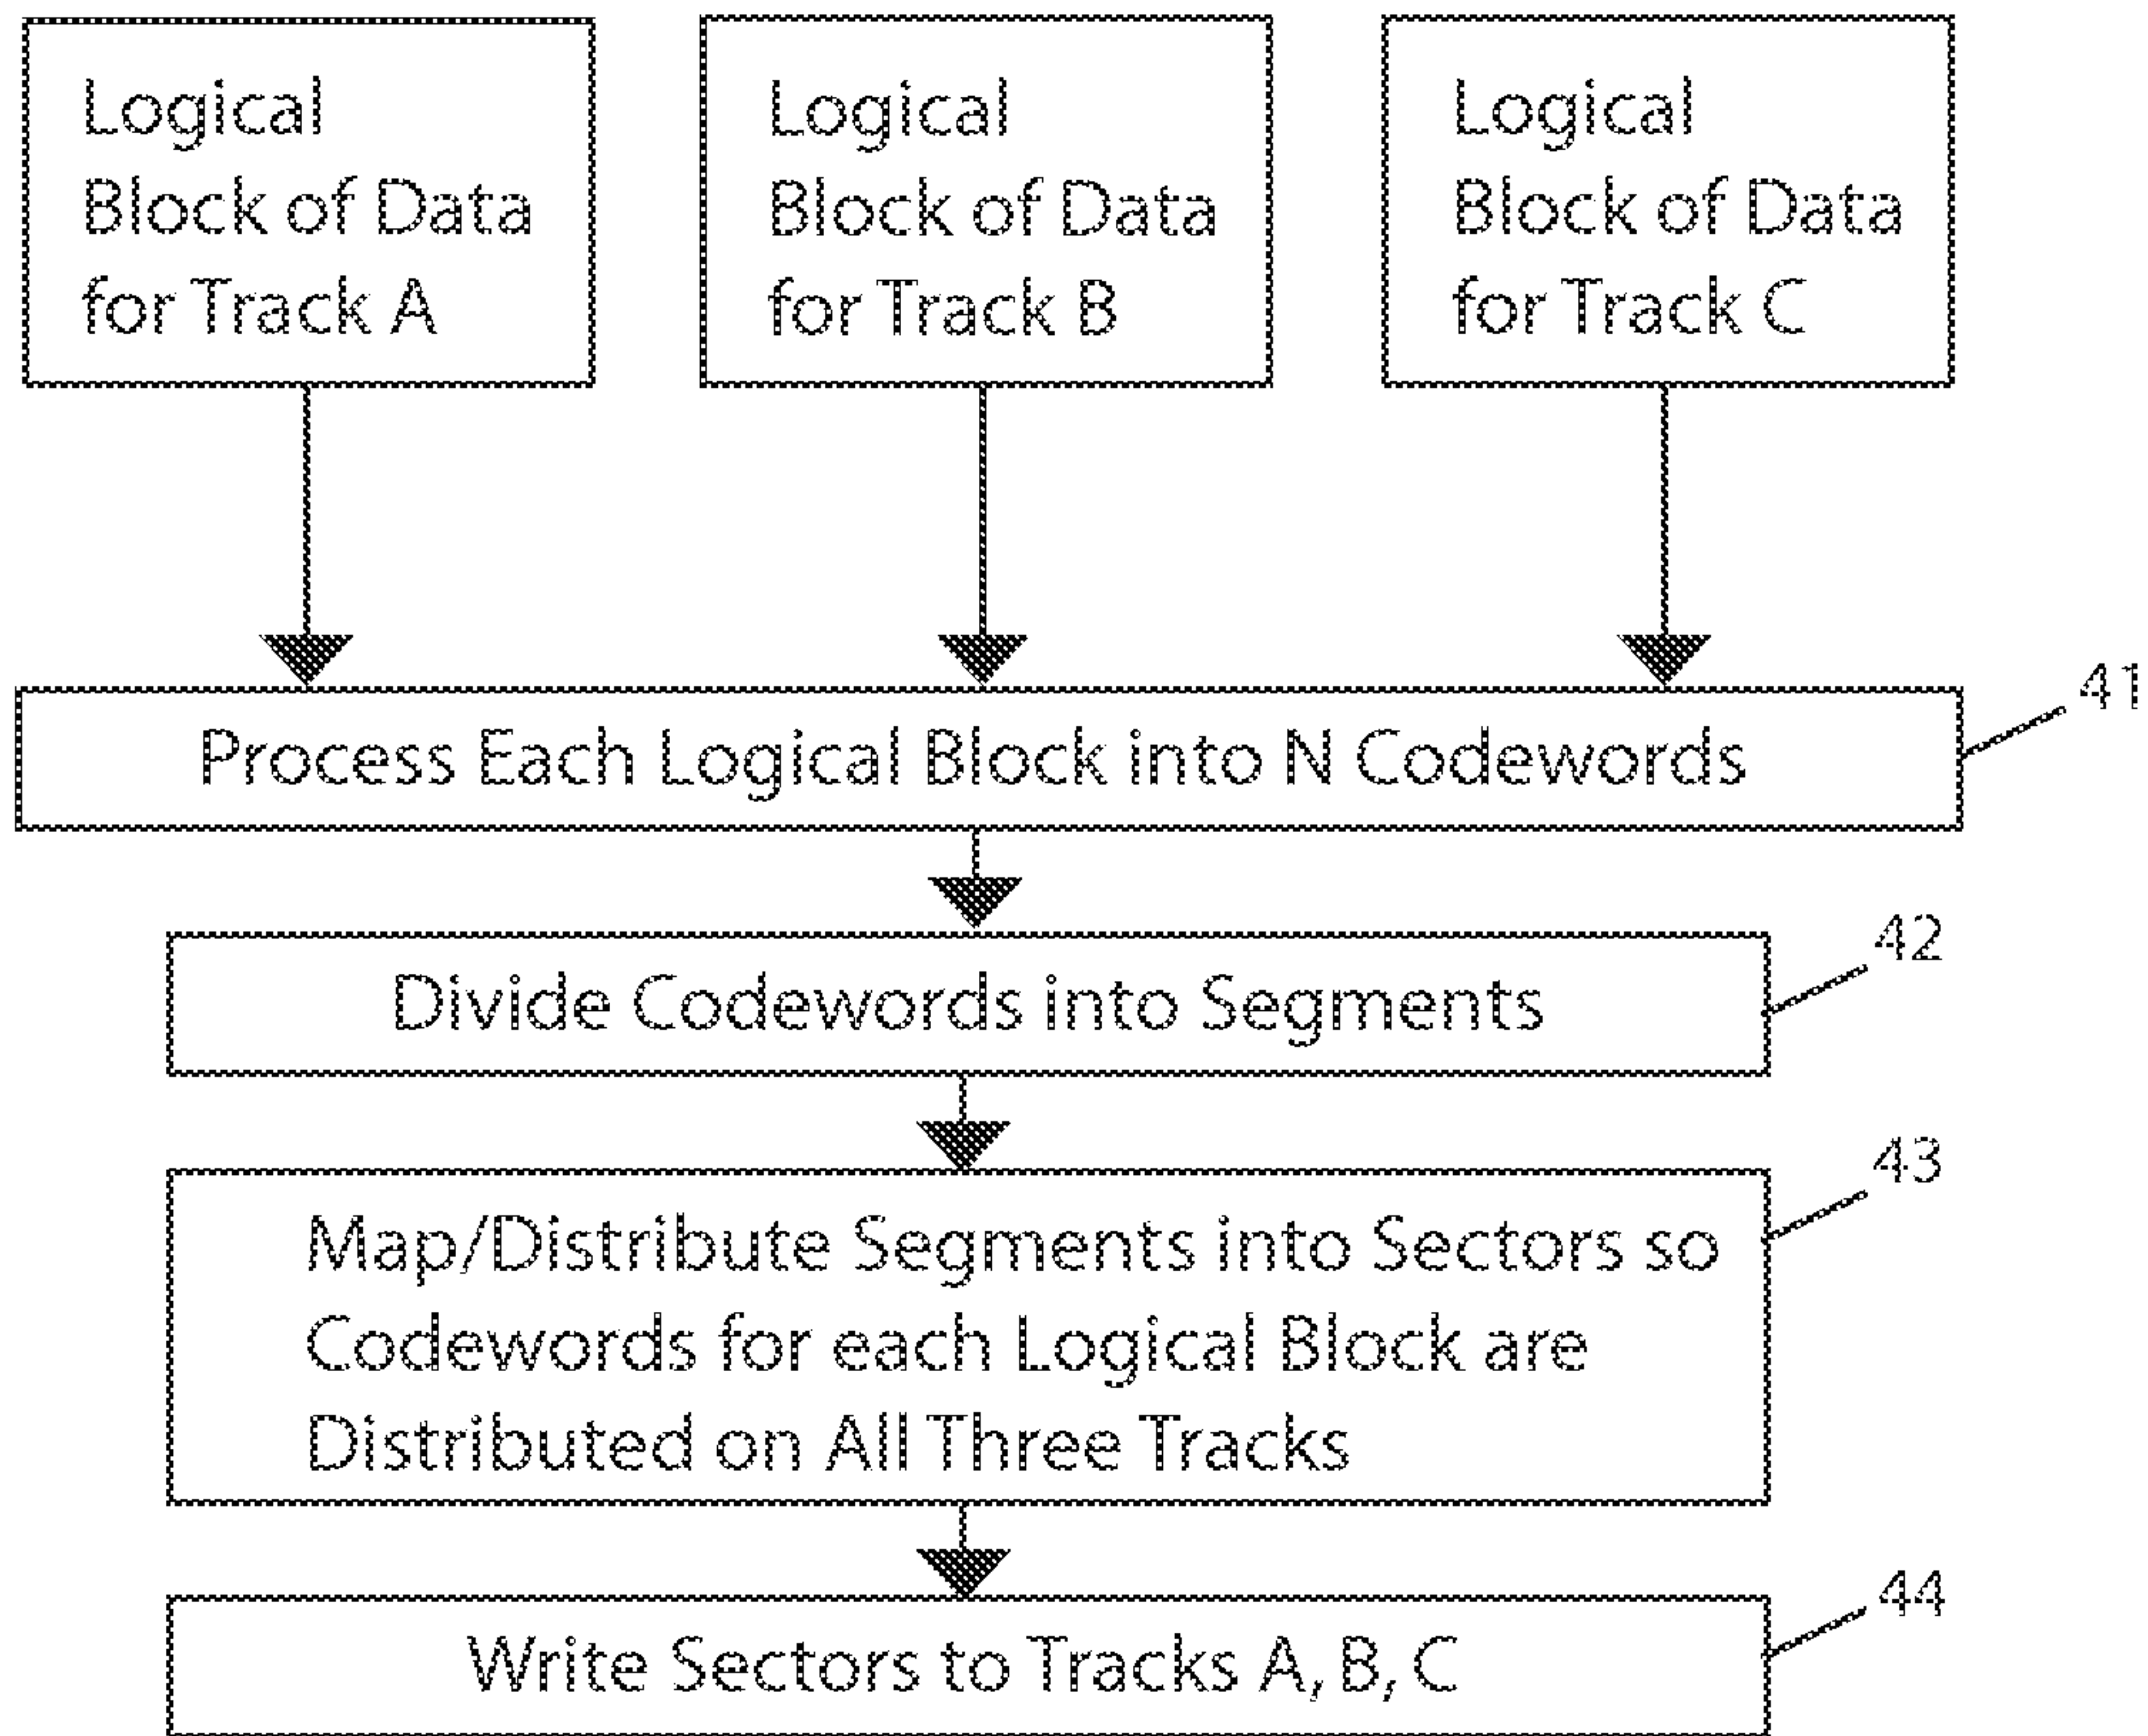 Logical
Block of Data
for Track A
Logical
Block of Data
for Track B
Logical
Block of Data
for Track C
41
Process Each Logical Block into N Codewords
42
Divide Codewords into Segments
43
Map/Distribute Segments into Sectors so
Codewords for each Logical Block are
Distributed on All Three Tracks
44
Write Sectors to Tracks A, B, C